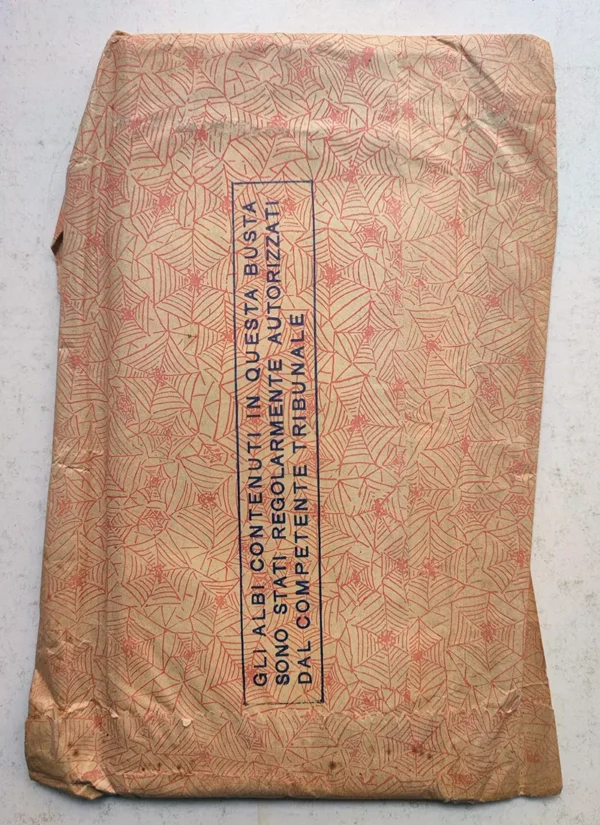 GLI ALBI CONTENUTI IN QUESTA BUSTA
SONO STATI REGOLARMENTE AUTORIZZATI
DAL COMPETENTE TRIBUNALE